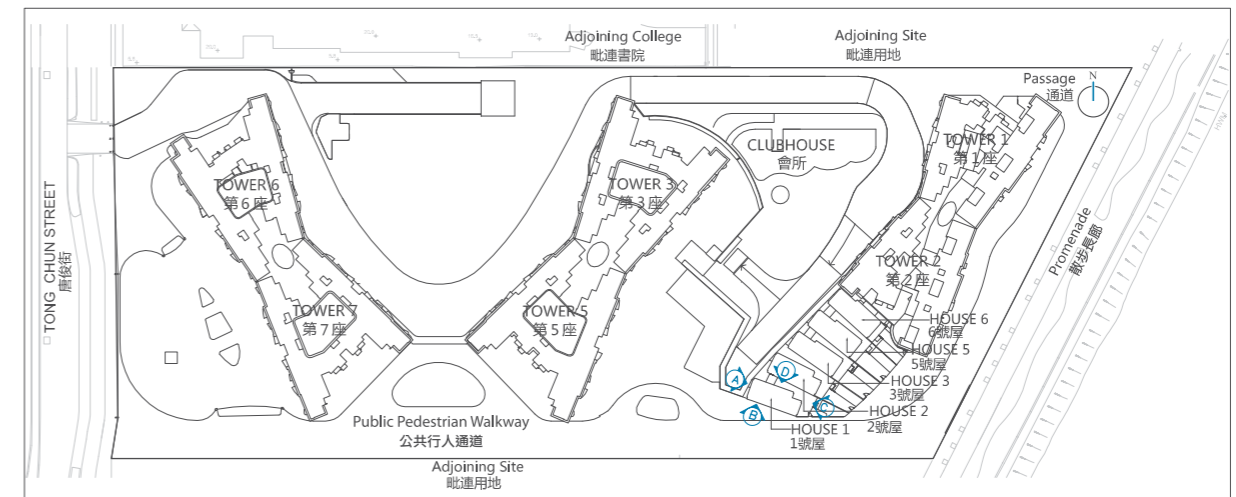 Adjoining College
毗連書院
Adjoining Site
毗連用地
Passage
通道
N
TONG CHUN STREET
唐俊街
TOWER 6
第6座
TOWER 7
第7座
TOWER 3
第3座
TOWER 5
第5座
CLUBHOUSE
會所
TOWER 1
第1座
TOWER 2
第2座
Promenade
散步長廊
HOUSE 6
6號屋
HOUSE 5
5號屋
HOUSE 3
3號屋
HOUSE 2
2號屋
HOUSE 1
1號屋
A
B
C
D
Public Pedestrian Walkway
公共行人通道
Adjoining Site
毗連用地